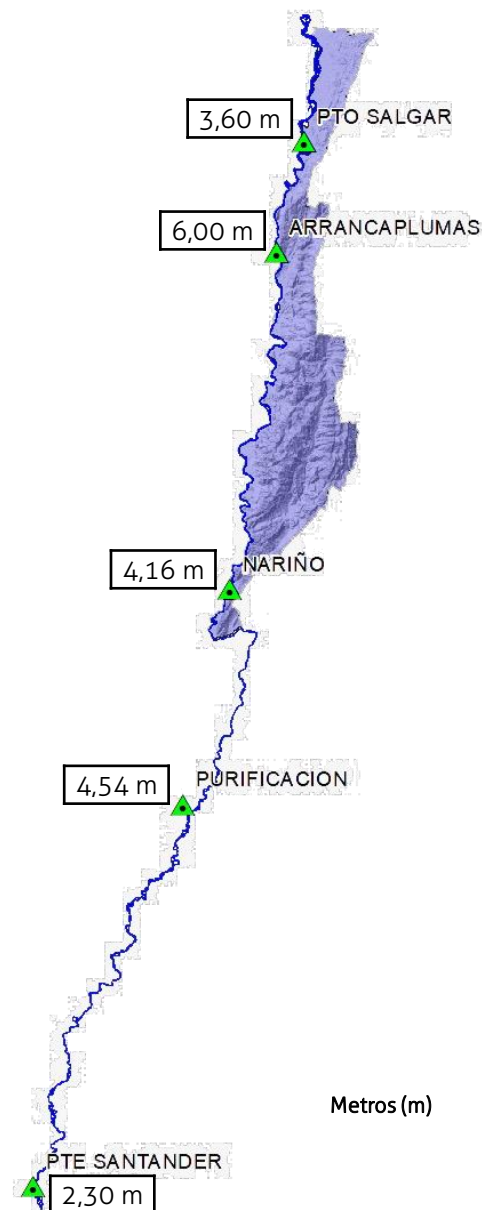 PTO SALGAR
3,60 m
ARRANCAPLUMAS
6,00 m
NARIÑO
4,16 m
PURIFICACION
4,54 m
Metros (m)
PTE SANTANDER
2,30 m